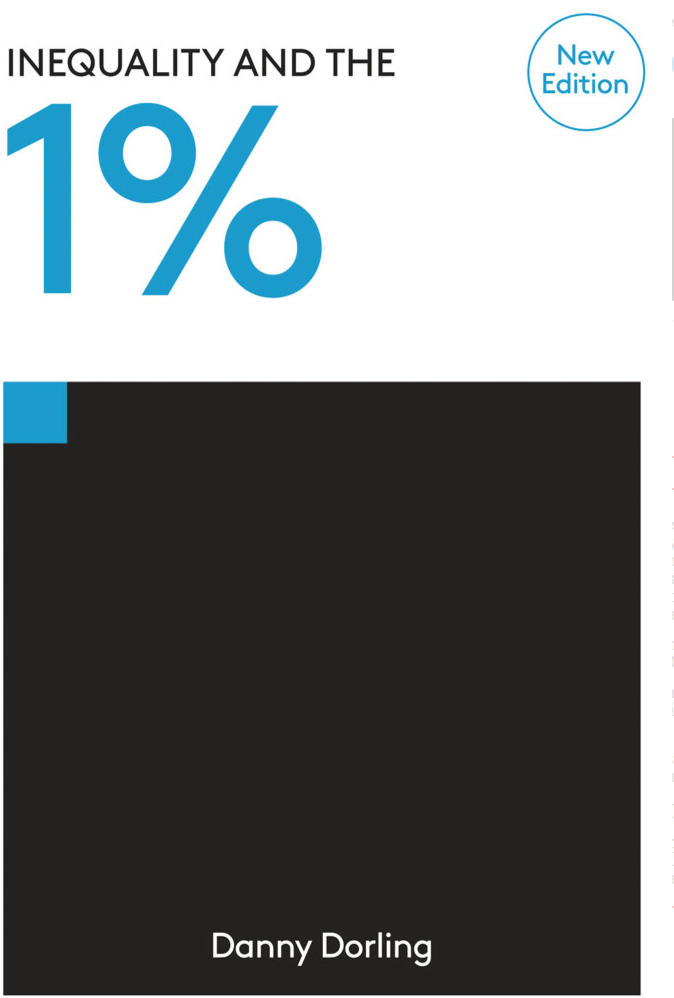 INEQUALITY AND THE
1%
New
Edition
Danny Dorling